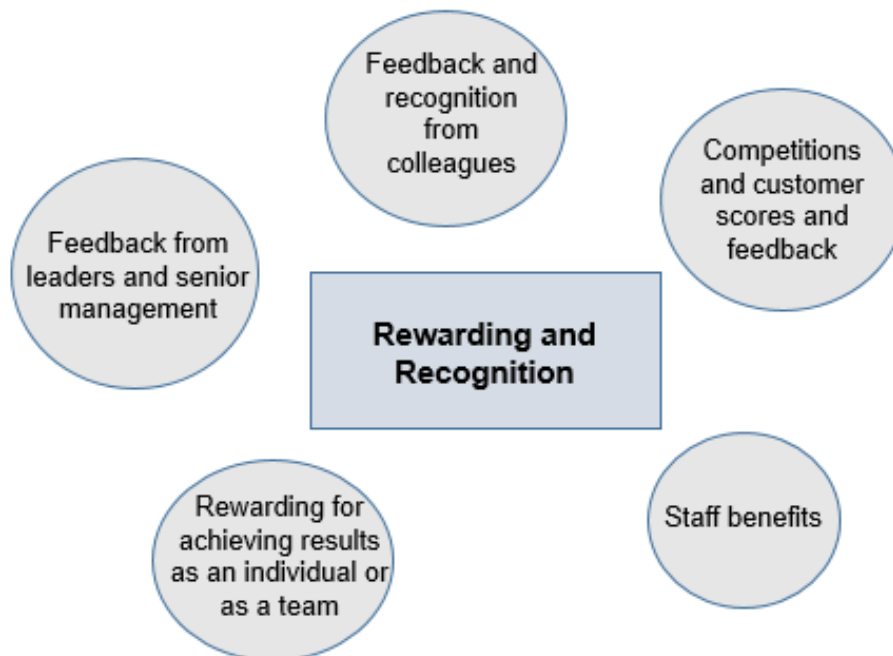 Feedback and
recognition
from
colleagues
Competitions
and customer
scores and
feedback
Feedback from
leaders and senior
management
Rewarding and
Recognition
Rewarding for
achieving results
as an individual or
as a team
Staff benefits